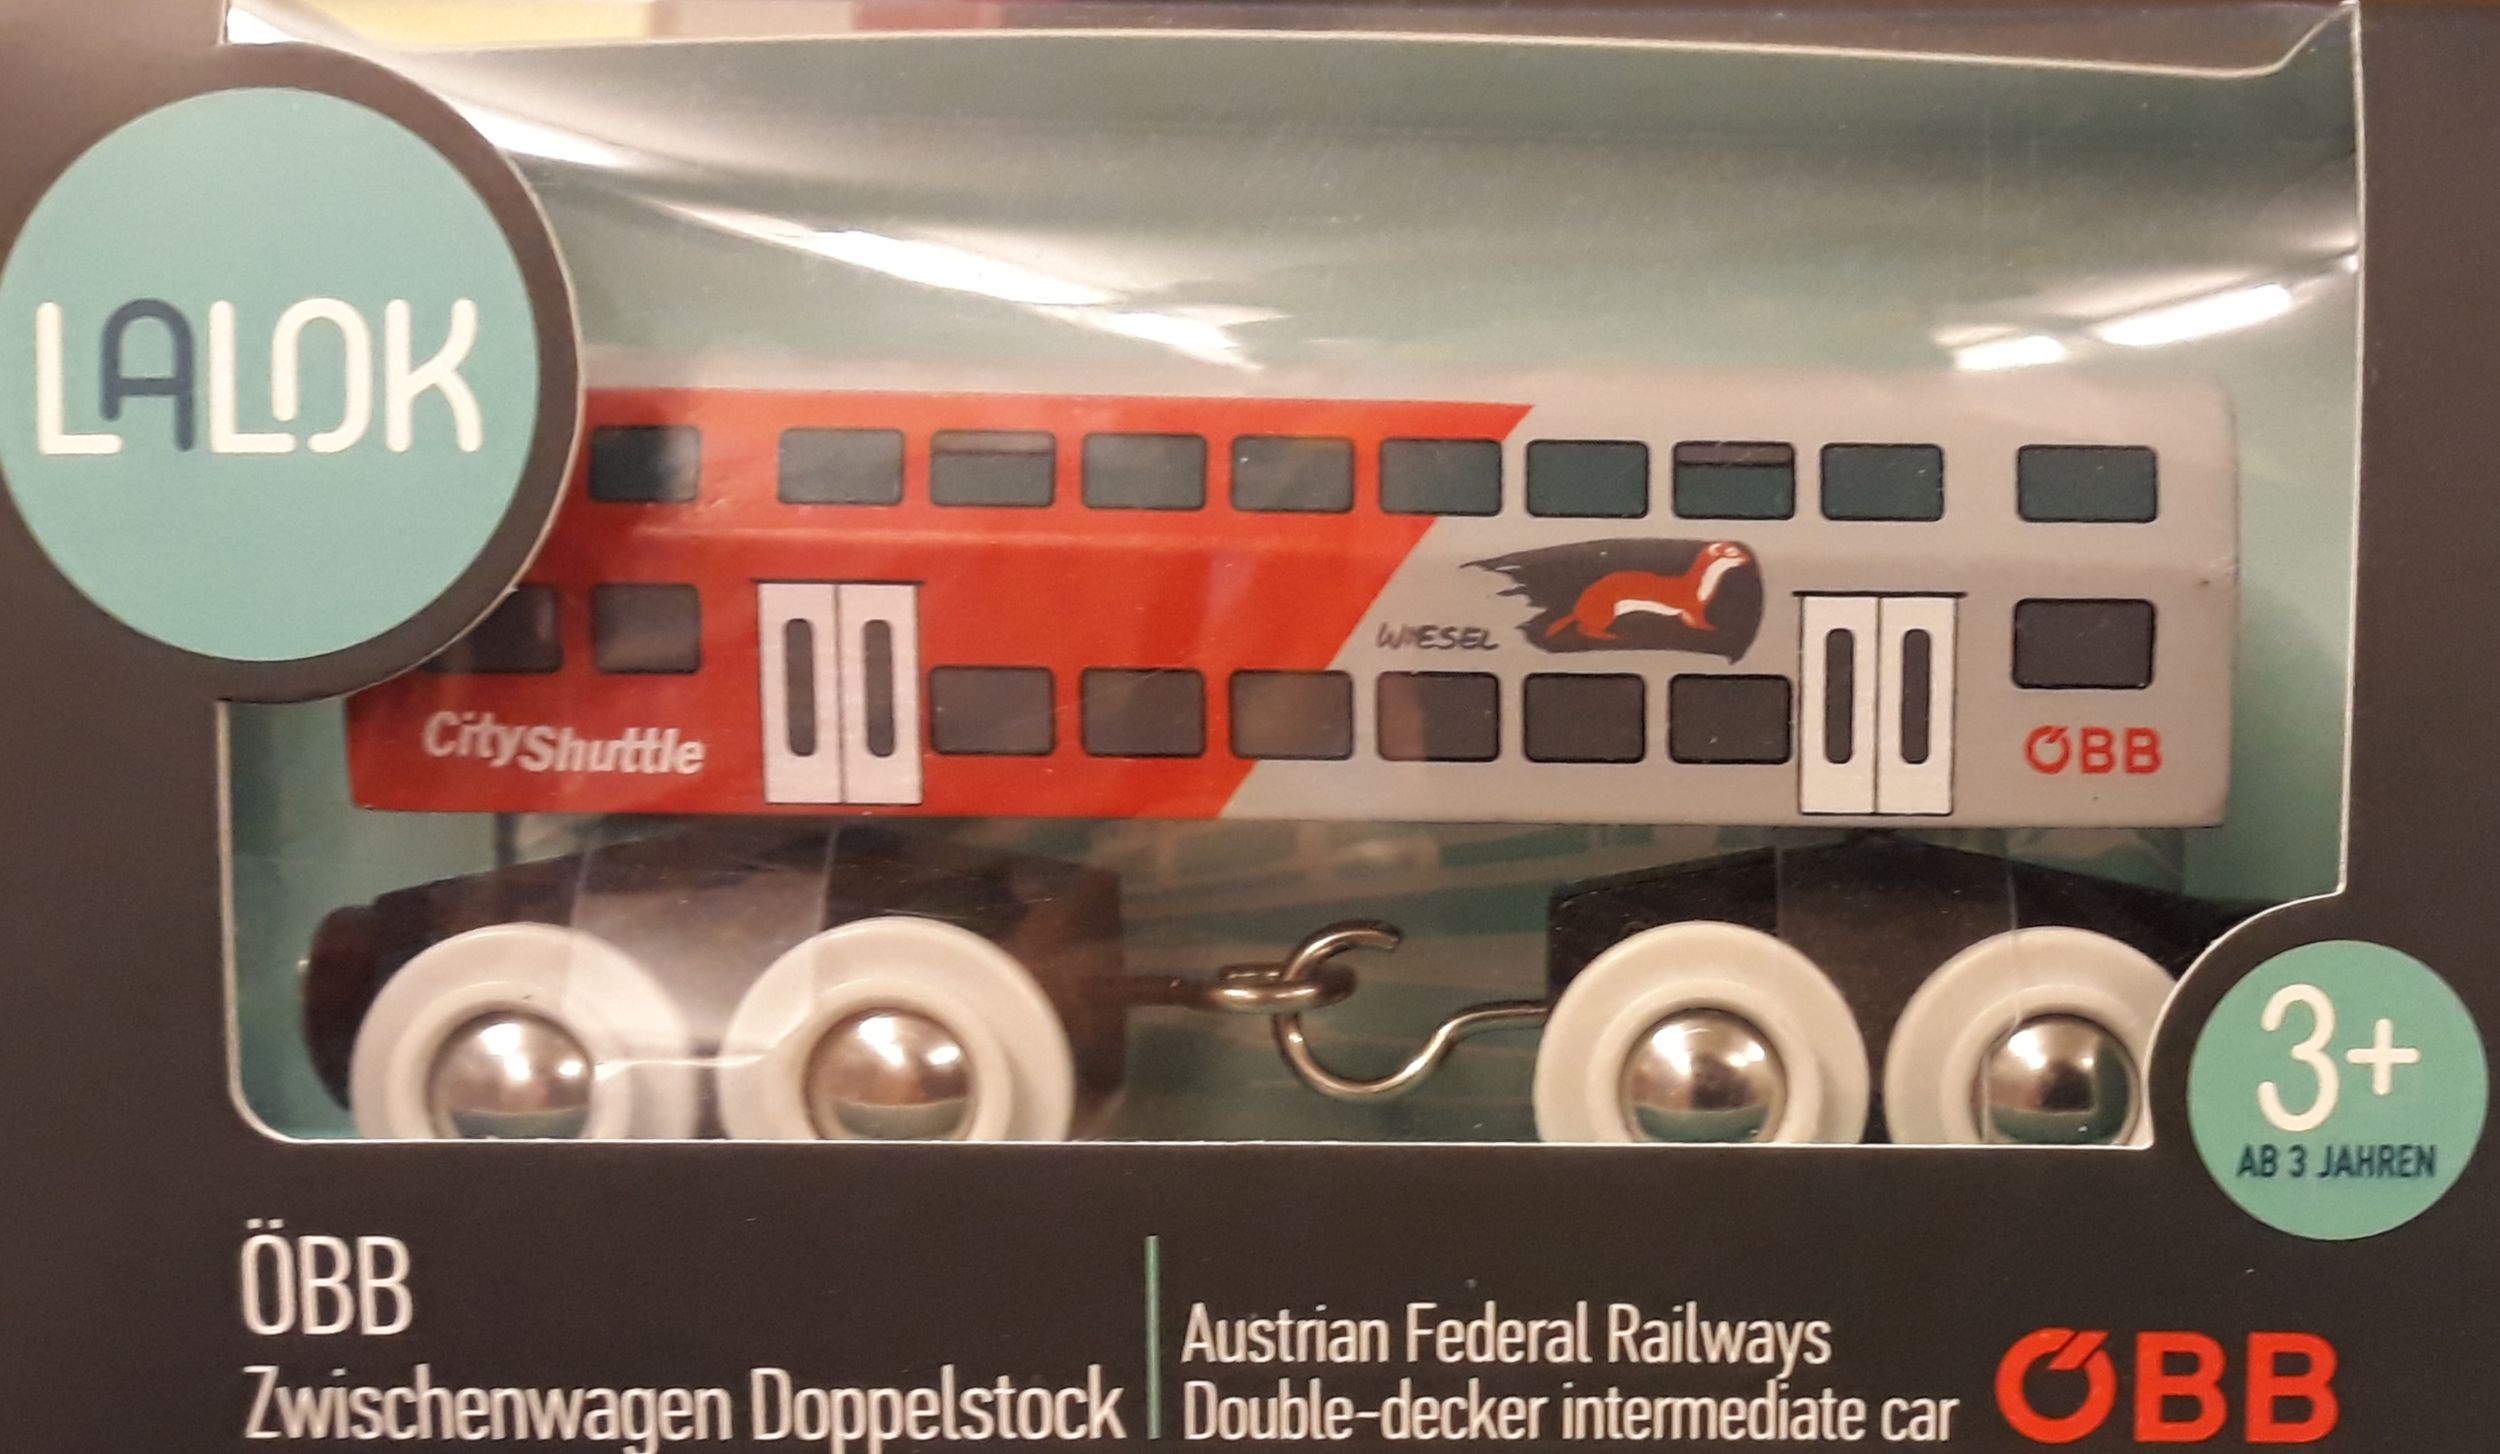 LALOK
WIESEL
CityShuttle
ÖBB
3+
AB 3 JAHREN
ÖBB
Zwischenwagen Doppelstock
Austrian Federal Railways
Double-decker intermediate car
ÖBB